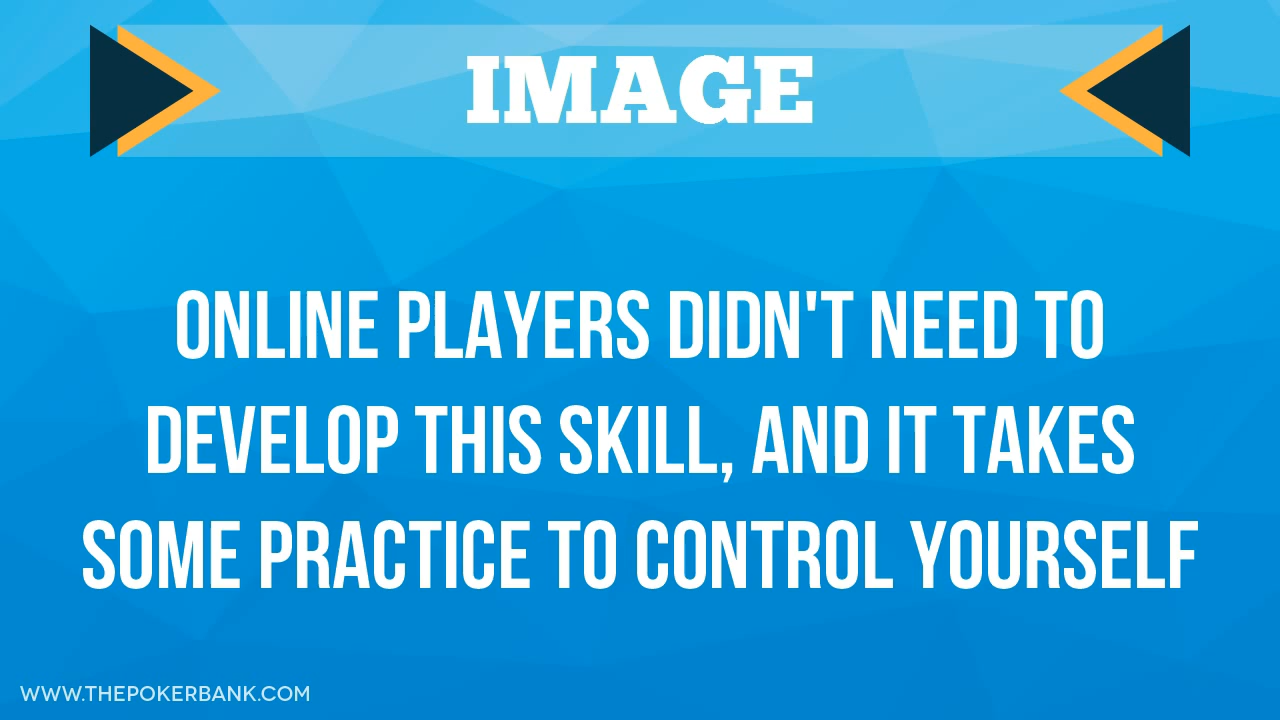 IMAGE
ONLINE PLAYERS DIDN'T NEED TO
DEVELOP THIS SKILL, AND IT TAKES
SOME PRACTICE TO CONTROL YOURSELF
WWW.THEPOKERBANK.COM